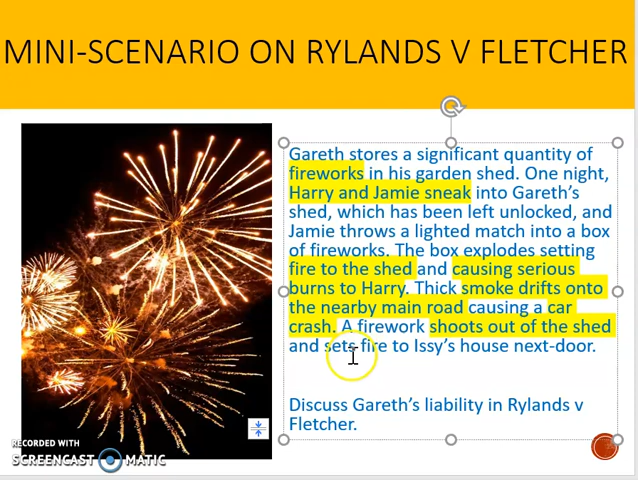 MINI-SCENARIO ON RYLANDS V FLETCHER
Gareth stores a significant quantity of
fireworks in his garden shed. One night,
Harry and Jamie sneak into Gareth's
shed, which has been left unlocked, and
Jamie throws a lighted match into a box
of fireworks. The box explodes setting
fire to the shed and causing serious
burns to Harry. Thick smoke drifts onto
the nearby main road causing a car
crash. A firework shoots out of the shed
and sets fire to Issy's house next-door.
Discuss Gareth's liability in Rylands v
Fletcher.
RECORDED WITH
SCREENCAST MATIC